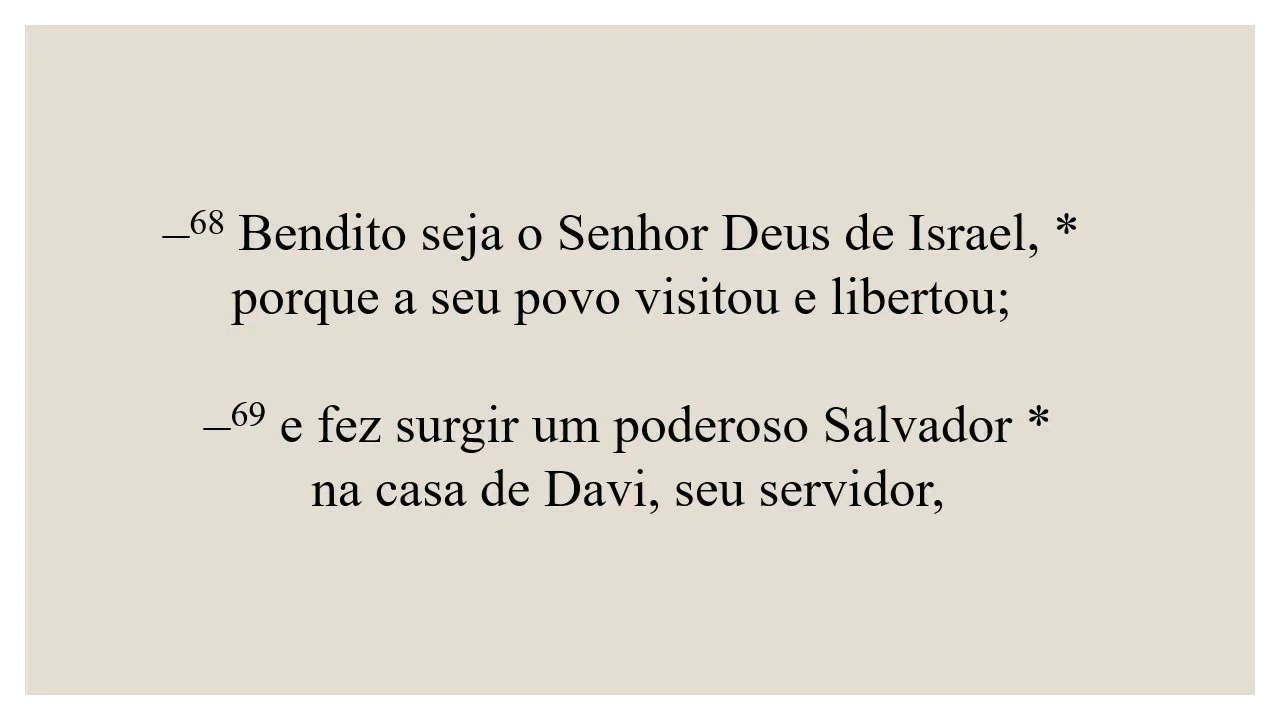 –⁶⁸ Bendito seja o Senhor Deus de Israel, *
porque a seu povo visitou e libertou;
–⁶⁹ e fez surgir um poderoso Salvador *
na casa de Davi, seu servidor,